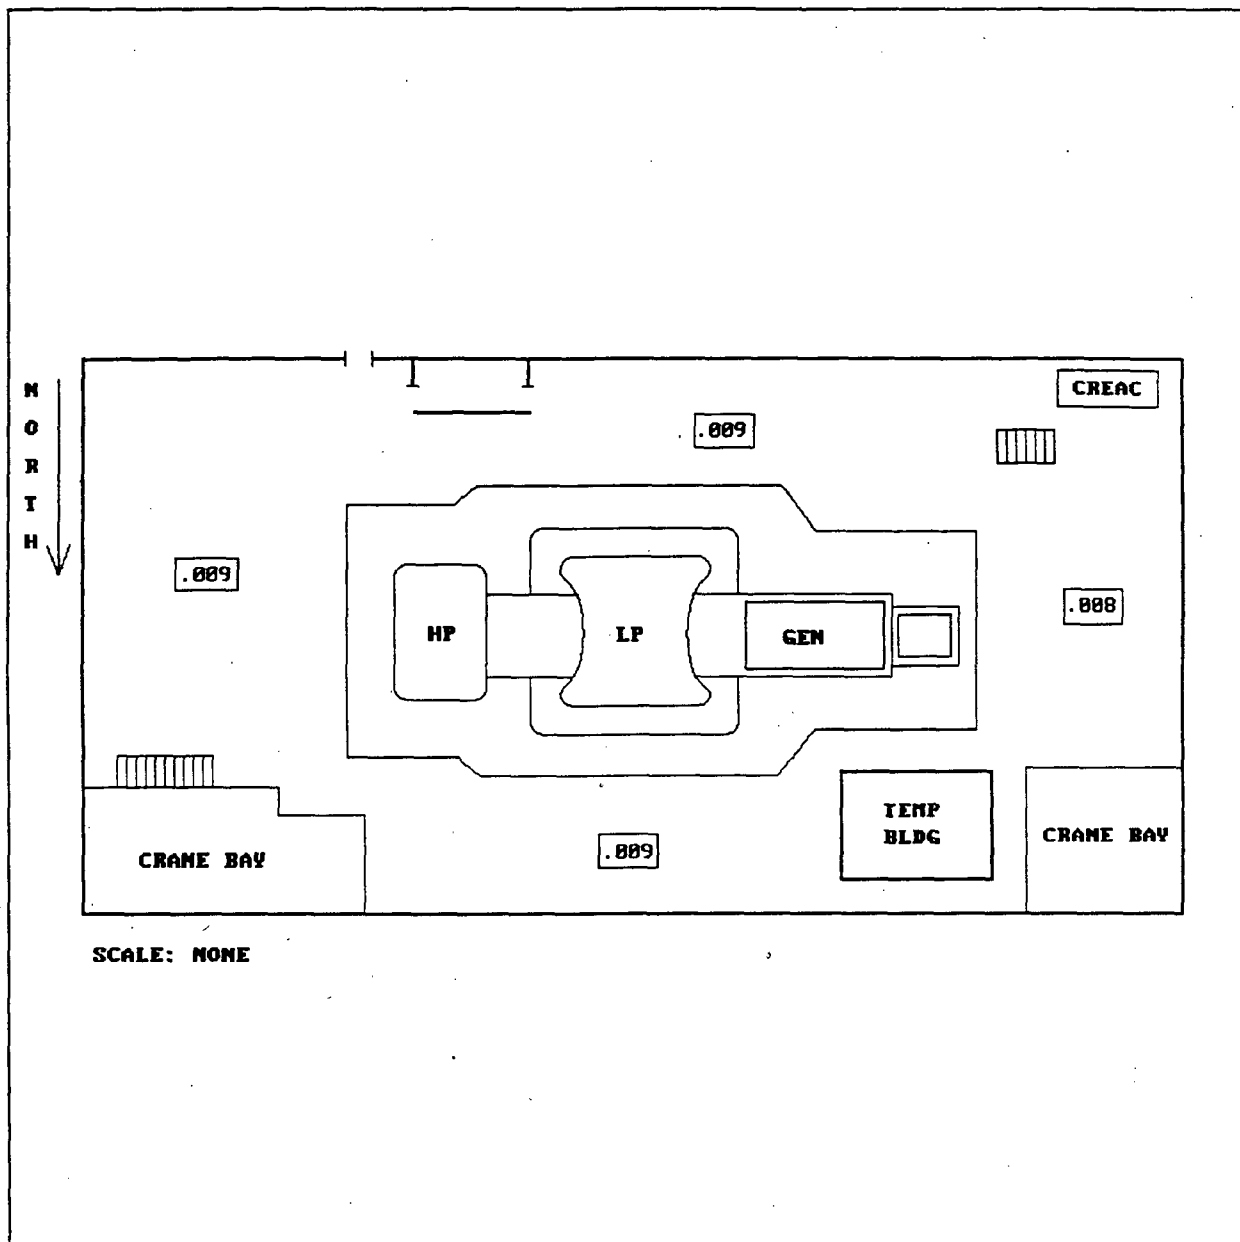 NORTH
CREAC
.009
.009
.008
HP
LP
GEN
TEMP
BLDG
CRANE BAY
CRANE BAY
.009
SCALE: NONE